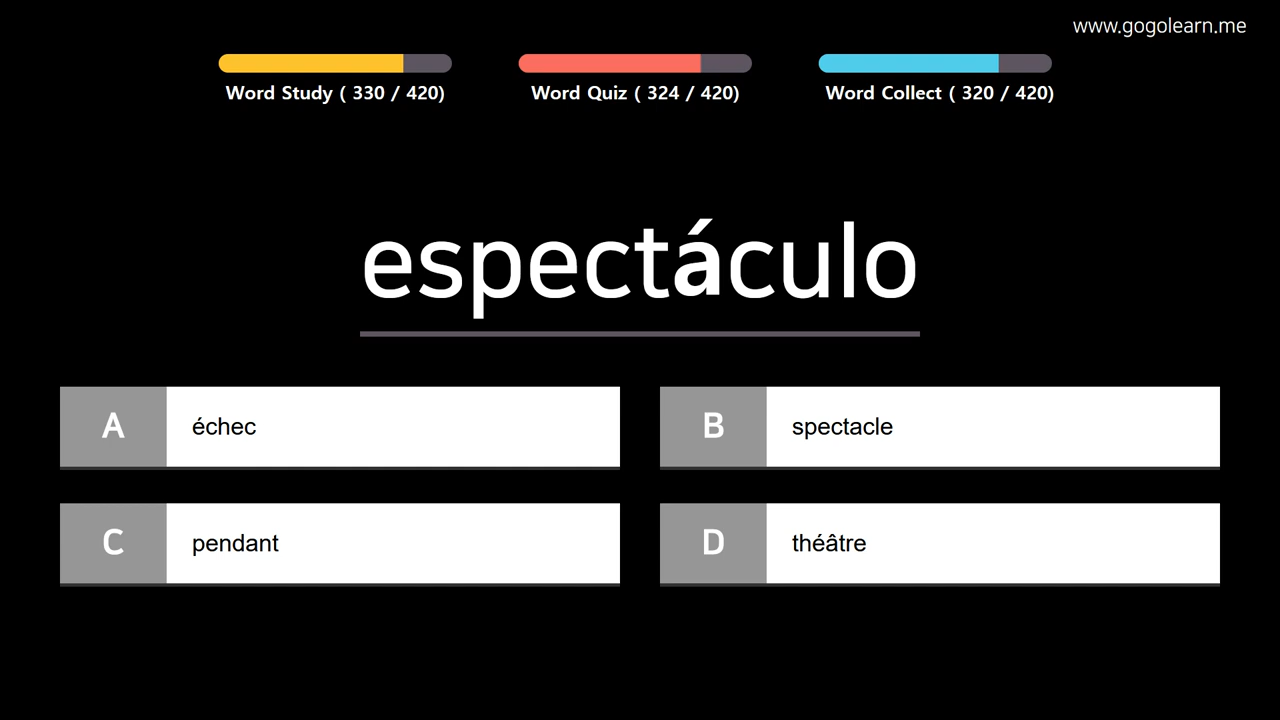 www.gogolearn.me
Word Study ( 330 / 420)
Word Quiz ( 324 / 420)
Word Collect ( 320 / 420)
espectáculo
A échec
B spectacle
C pendant
D théâtre